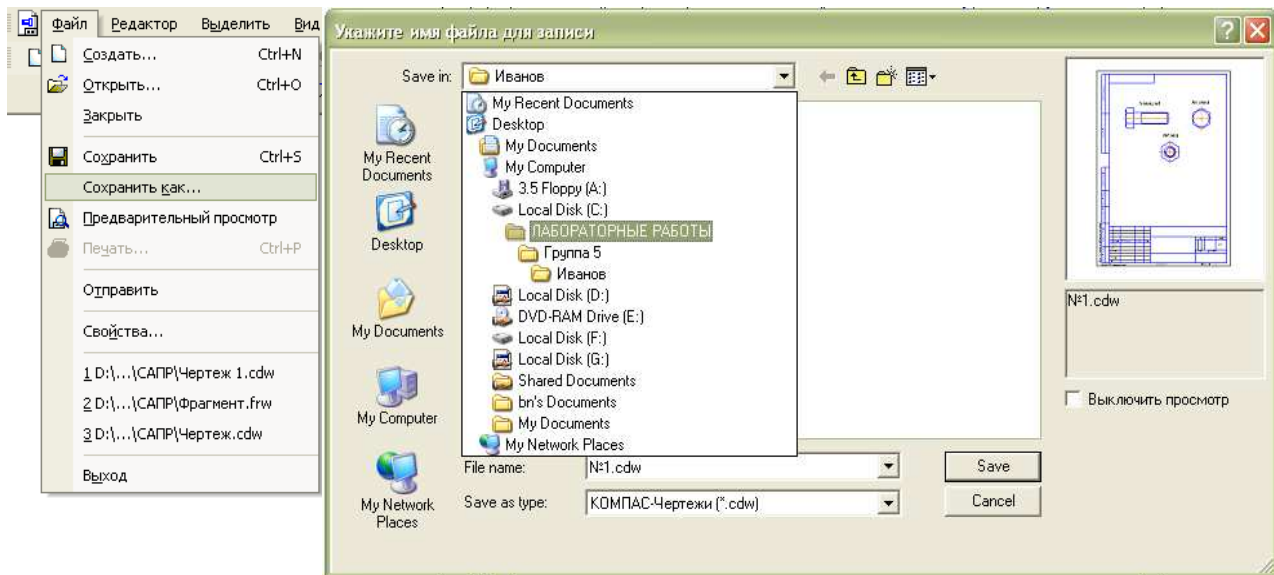 Файл Редактор Выделить Вид
Создать... Ctrl+N
Открыть... Ctrl+O
Закрыть
Сохранить Ctrl+S
Сохранить как...
Предварительный просмотр
Печать... Ctrl+P
Отправить
Свойства...
1 D:\...\САПР\Чертеж 1.cdw
2 D:\...\САПР\Фрагмент.frw
3 D:\...\САПР\Чертеж.cdw
Выход
Укажите имя файла для записи
Save in: Иванов
My Recent Documents
Desktop
My Documents
My Computer
3.5 Floppy (A:)
Local Disk (C:)
ЛАБОРАТОРНЫЕ РАБОТЫ
Группа 5
Иванов
Local Disk (D:)
DVD-RAM Drive (E:)
Local Disk (F:)
Local Disk (G:)
Shared Documents
bn's Documents
My Documents
My Network Places
My Recent
Documents
Desktop
My Documents
My Computer
My Network
Places
File name: №1.cdw
Save as type: КОМПАС-Чертежи (*.cdw)
Save
Cancel
№1.cdw
Выключить просмотр